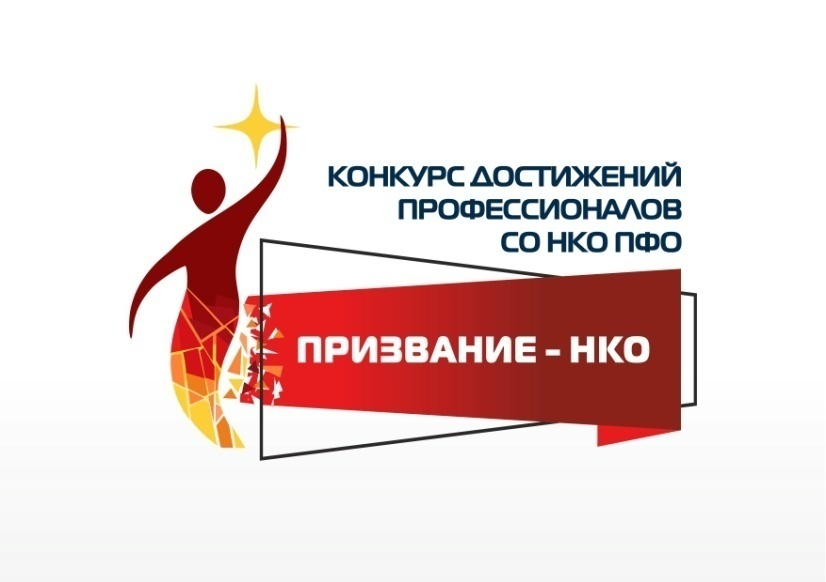 КОНКУРС ДОСТИЖЕНИЙ
ПРОФЕССИОНАЛОВ
СО НКО ПФО
ПРИЗВАНИЕ - НКО